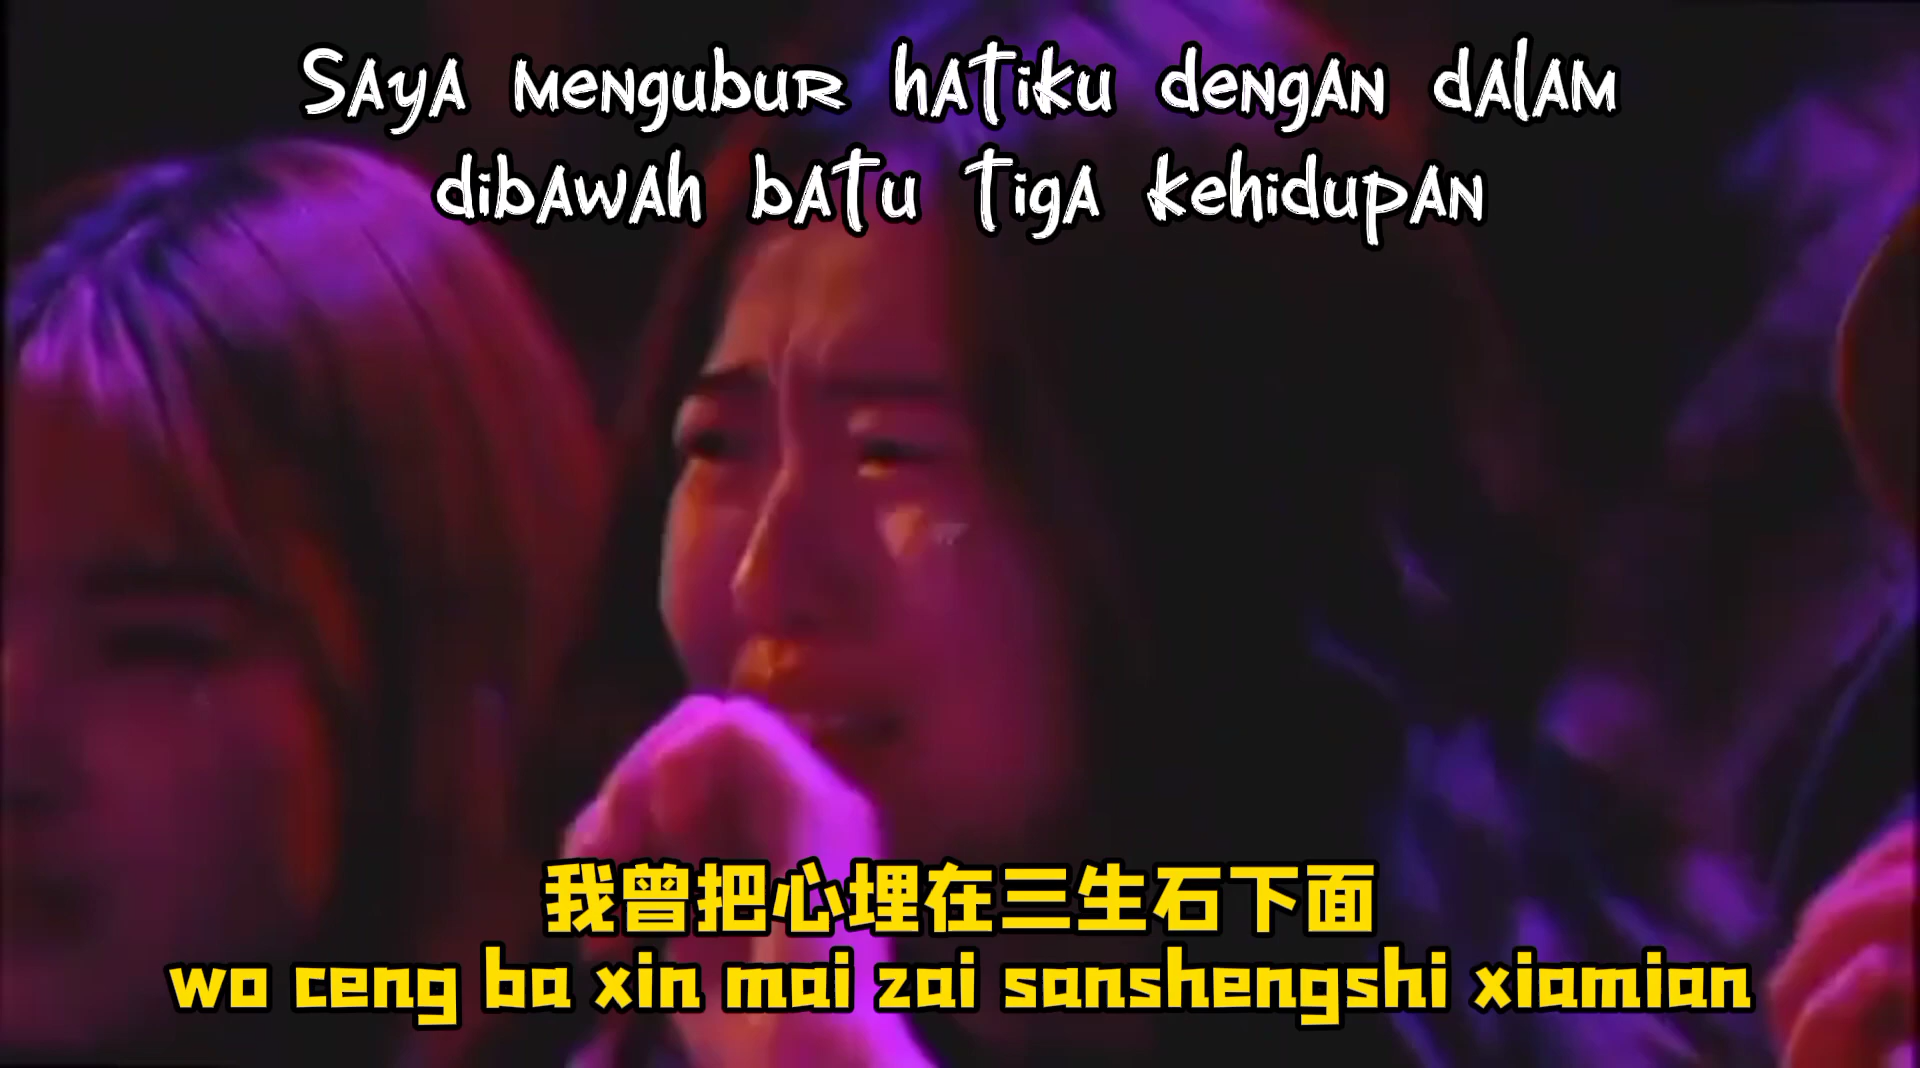 Saya mengubur hatiku dengan dalam
dibawah batu tiga kehidupan
我曾把心埋在三生石下面
wo ceng ba xin mai zai sanshengshi xiamian